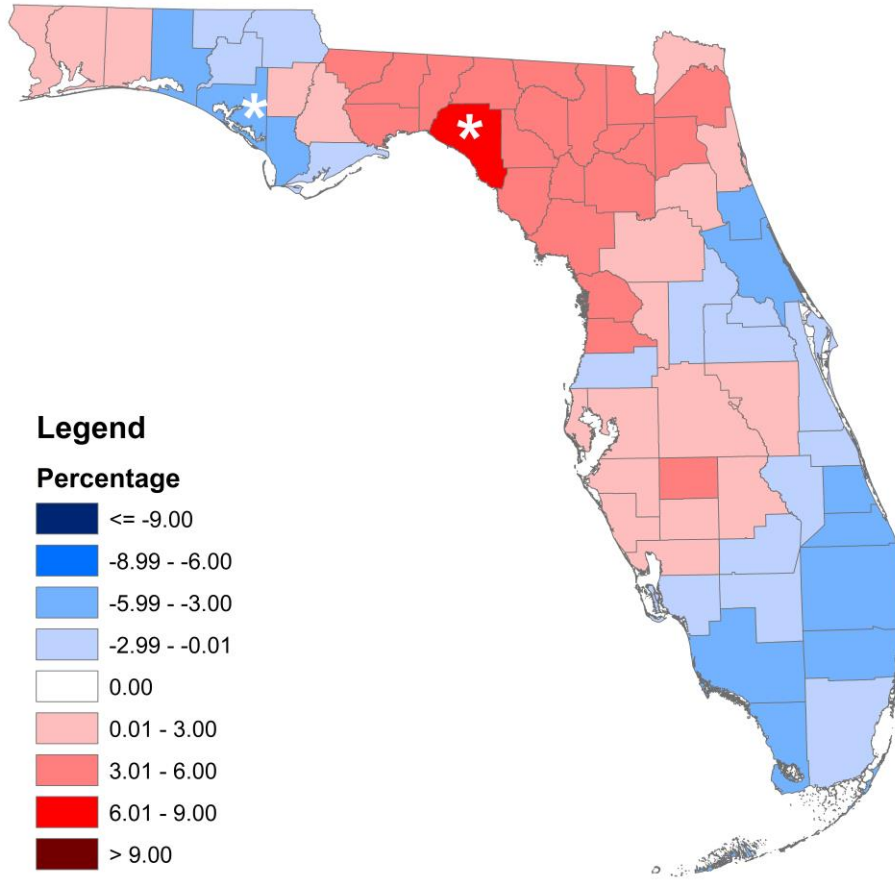 *
*
Legend
Percentage
<= -9.00
-8.99 - -6.00
-5.99 - -3.00
-2.99 - -0.01
0.00
0.01 - 3.00
3.01 - 6.00
6.01 - 9.00
> 9.00